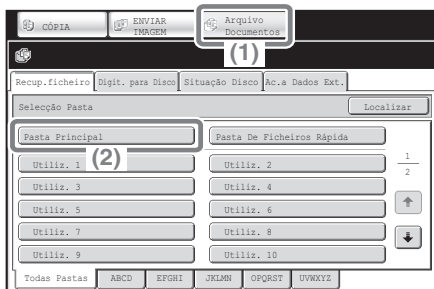 CÓPIA ENVIAR IMAGEM Arquivo Documentos
(1)
Recup.ficheiro Digit. para Disco Situação Disco Ac.a Dados Ext.
Selecção Pasta Localizar
Pasta Principal Pasta De Ficheiros Rápida
(2)
Utiliz. 1 Utiliz. 2
Utiliz. 3 Utiliz. 4
Utiliz. 5 Utiliz. 6
Utiliz. 7 Utiliz. 8
Utiliz. 9 Utiliz. 10
1
2
Todas Pastas ABCD EFGHI JKLMN OPQRST UVWXYZ